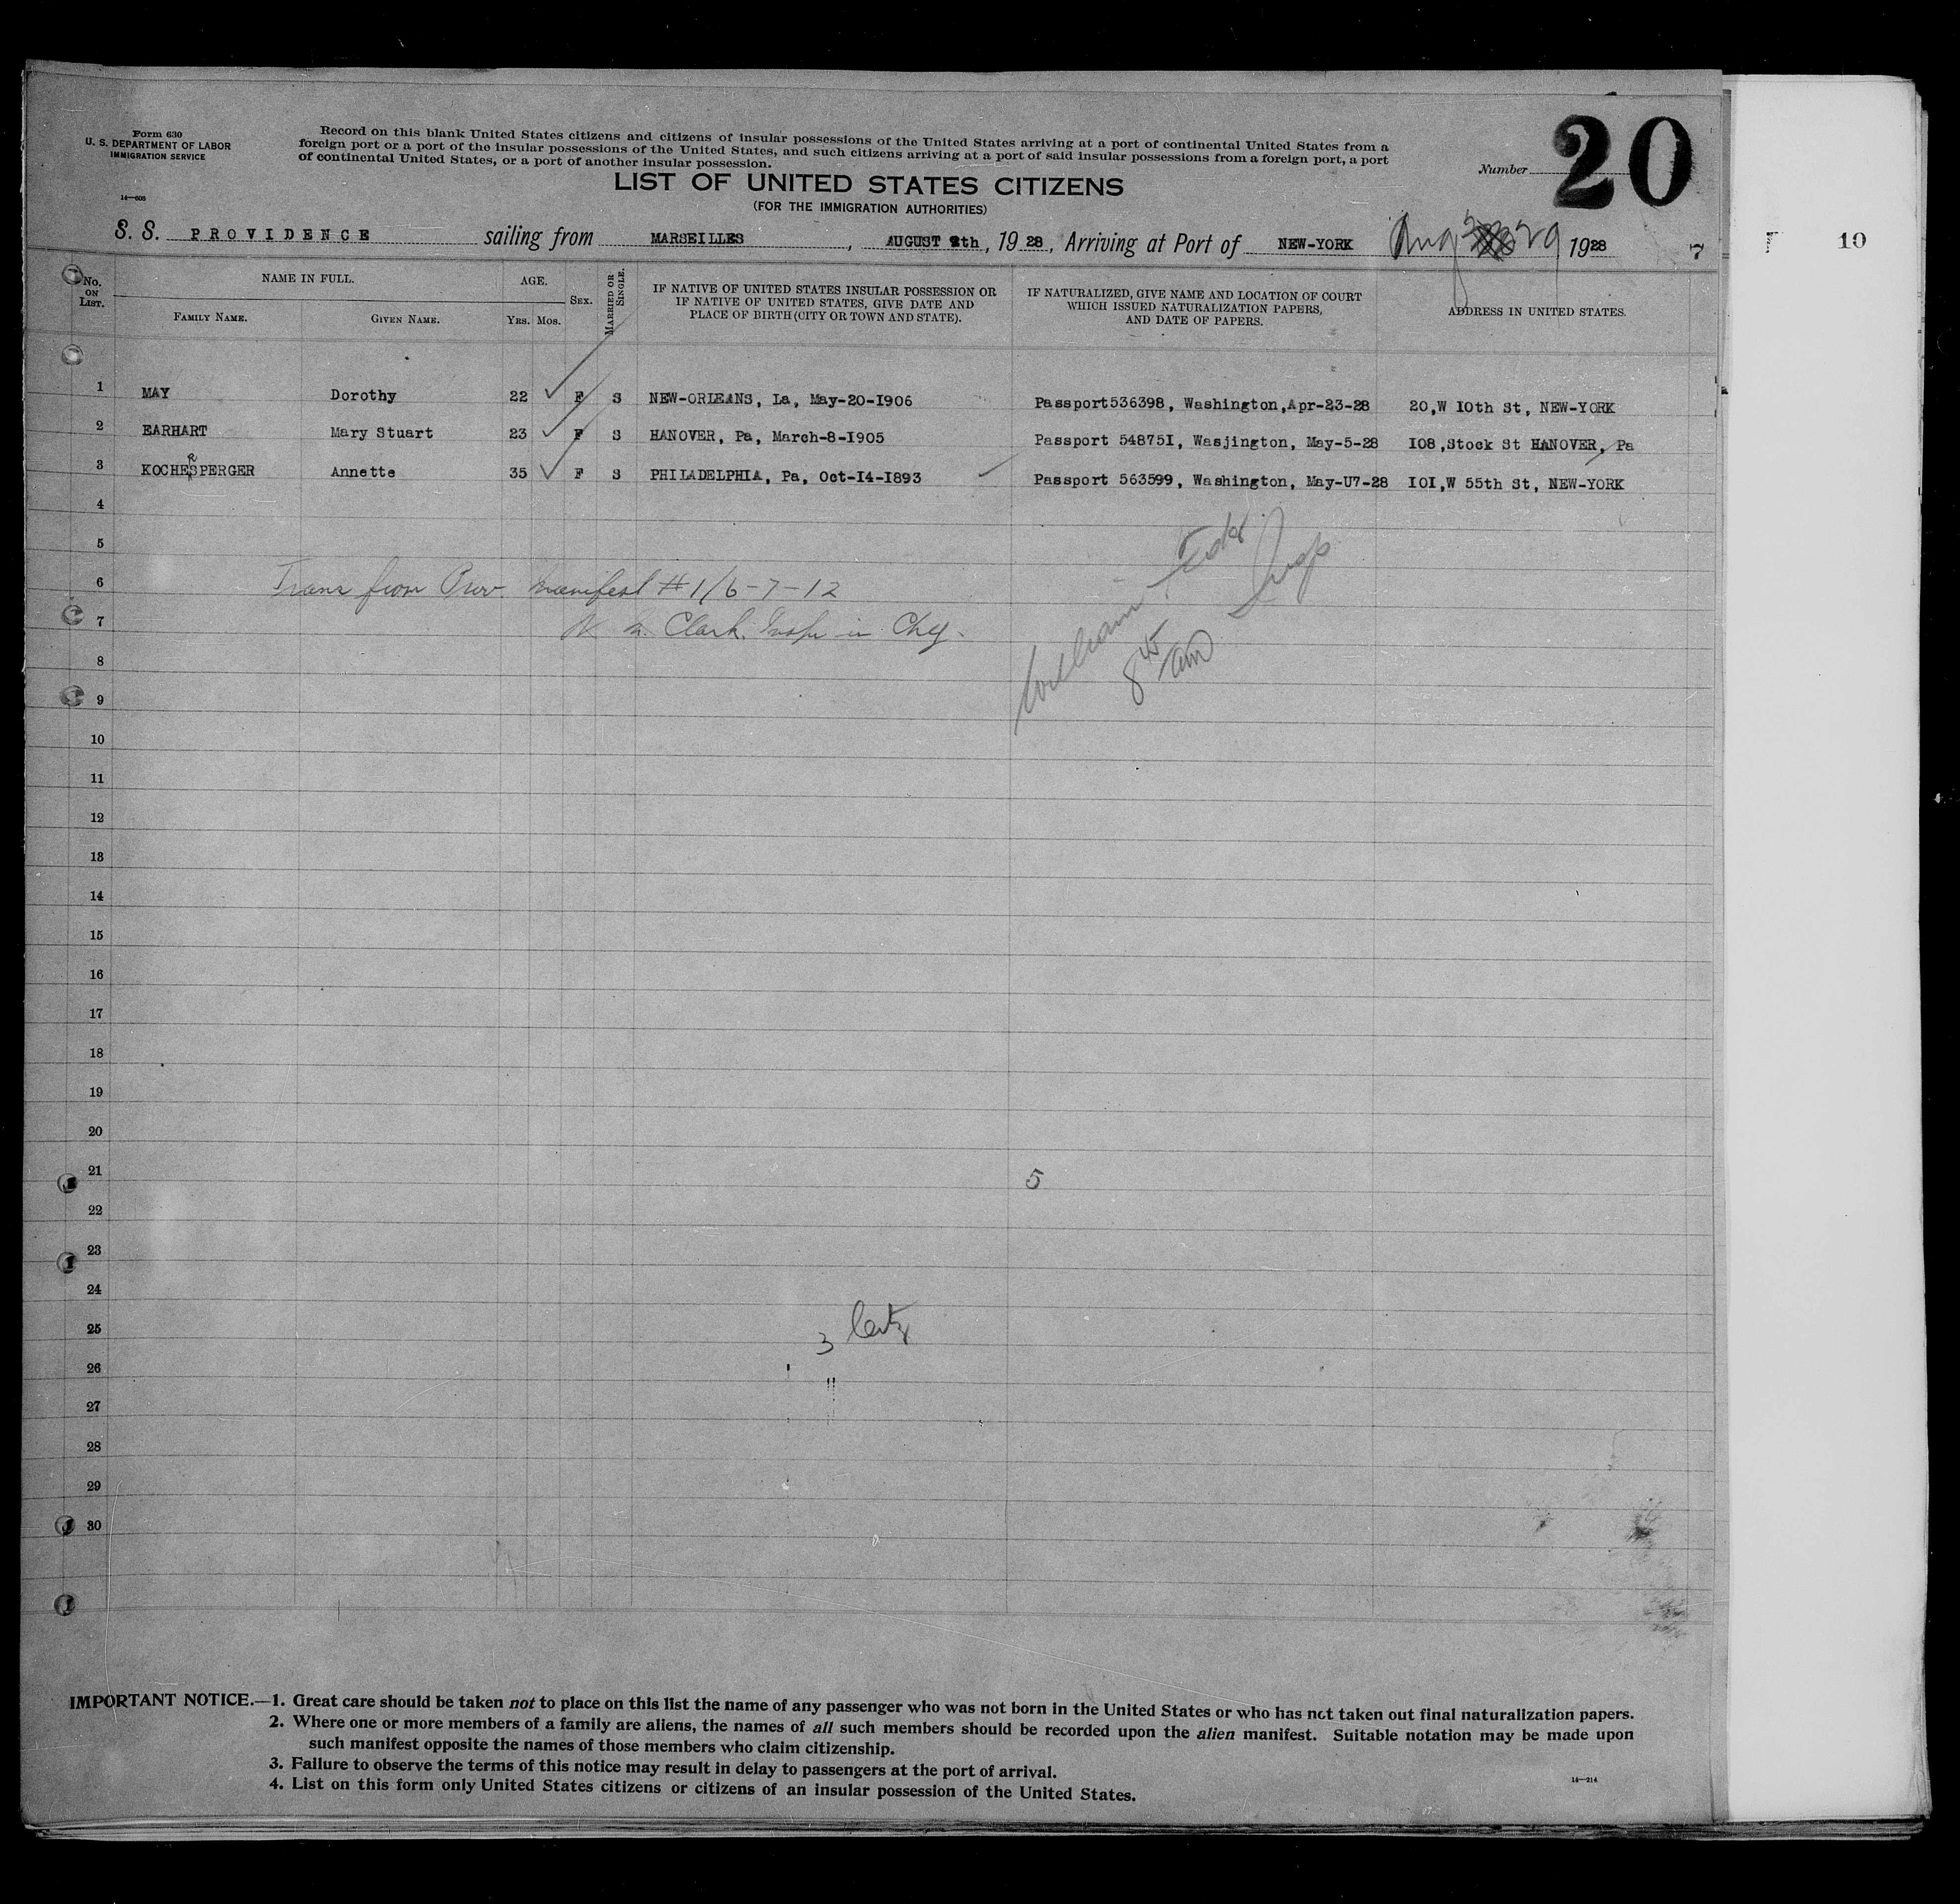 Form 630
U. S. DEPARTMENT OF LABOR
IMMIGRATION SERVICE
14—608
Record on this blank United States citizens and citizens of insular possessions of the United States arriving at a port of continental United States from a
foreign port or a port of the insular possessions of the United States, and such citizens arriving at a port of said insular possessions from a foreign port, a port
of continental United States, or a port of another insular possession.
Number 20
LIST OF UNITED STATES CITIZENS
(FOR THE IMMIGRATION AUTHORITIES)
S. S. PROVIDENCE sailing from MARSEILLES, AUGUST th, 1928, Arriving at Port of NEW-YORK Aug 29 1928
7
10
No. ON LIST.
NAME IN FULL.
FAMILY NAME.
GIVEN NAME.
AGE.
YRS. MOS.
SEX.
MARRIED OR SINGLE.
IF NATIVE OF UNITED STATES INSULAR POSSESSION OR
IF NATIVE OF UNITED STATES, GIVE DATE AND
PLACE OF BIRTH (CITY OR TOWN AND STATE).
IF NATURALIZED, GIVE NAME AND LOCATION OF COURT
WHICH ISSUED NATURALIZATION PAPERS,
AND DATE OF PAPERS.
ADDRESS IN UNITED STATES.
1 MAY Dorothy 22 F S NEW-ORLEANS, La, May-20-I906 Passport536398, Washington,Apr-23-28 20,W IOth St, NEW-YORK
2 EARHART Mary Stuart 23 F S HANOVER, Pa, March-8-I905 Passport 54875I, Wasjington, May-5-28 IO8,Stock St HANOVER, Pa
3 KOCHERSPERGER Annette 35 F S PHILADELPHIA, Pa, Oct-I4-I893 Passport 563599, Washington, May-U7-28 IOI,W 55th St, NEW-YORK
4
5
6 Trans from Prov. Manifest # 1/6-7-12
7 Clark, Insp in Chg.
William Insp
8 45 am
8
9
10
11
12
13
14
15
16
17
18
19
20
21 5
22
23
24
25 3
26
27
28
29
30
IMPORTANT NOTICE.—1. Great care should be taken not to place on this list the name of any passenger who was not born in the United States or who has not taken out final naturalization papers.
2. Where one or more members of a family are aliens, the names of all such members should be recorded upon the alien manifest. Suitable notation may be made upon
such manifest opposite the names of those members who claim citizenship.
3. Failure to observe the terms of this notice may result in delay to passengers at the port of arrival.
4. List on this form only United States citizens or citizens of an insular possession of the United States.
14—214